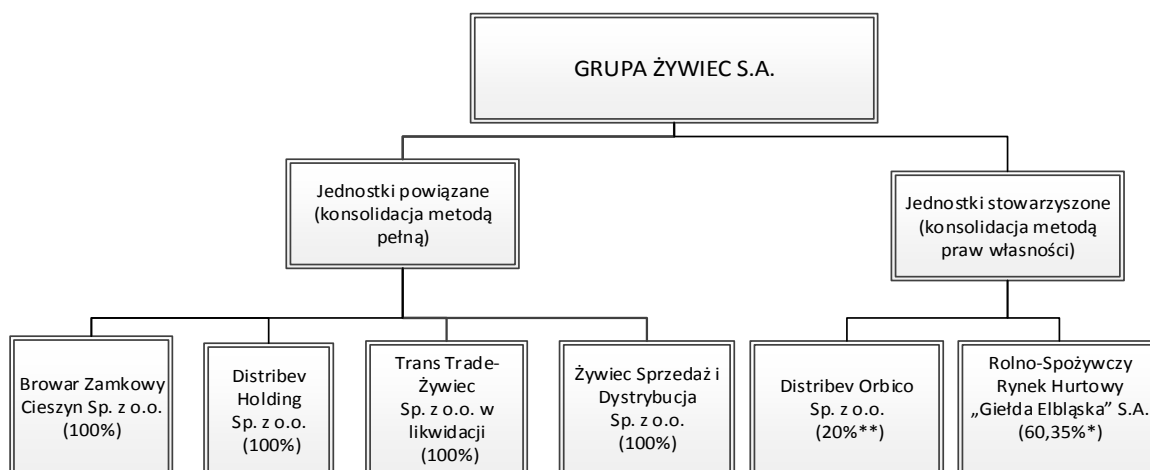 GRUPA ŻYWIEC S.A.
Jednostki powiązane
(konsolidacja metodą
pełną)
Jednostki stowarzyszone
(konsolidacja metodą
praw własności)
Browar Zamkowy
Cieszyn Sp. z o.o.
(100%)
Distribev
Holding
Sp. z o.o.
(100%)
Trans Trade-
Żywiec
Sp. z o.o. w
likwidacji
(100%)
Żywiec Sprzedaż i
Dystrybucja
Sp. z o.o.
(100%)
Distribev Orbico
Sp. z o.o.
(20%**)
Rolno-Spożywczy
Rynek Hurtowy
„Giełda Elbląska” S.A.
(60,35%*)